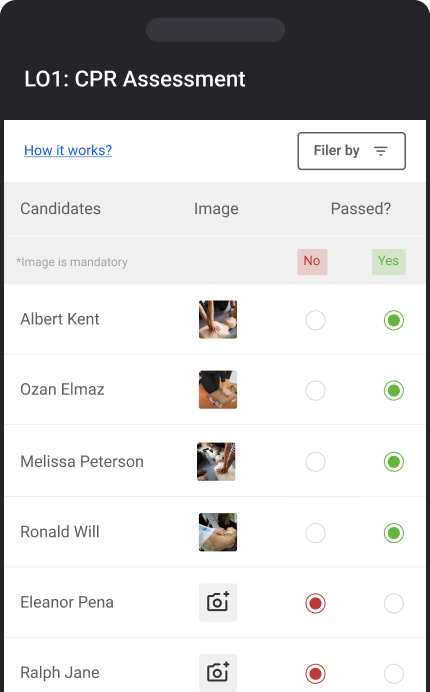 LO1: CPR Assessment
How it works?
Filer by
Candidates Image Passed?
*Image is mandatory No Yes
Albert Kent
Ozan Elmaz
Melissa Peterson
Ronald Will
Eleanor Pena
Ralph Jane